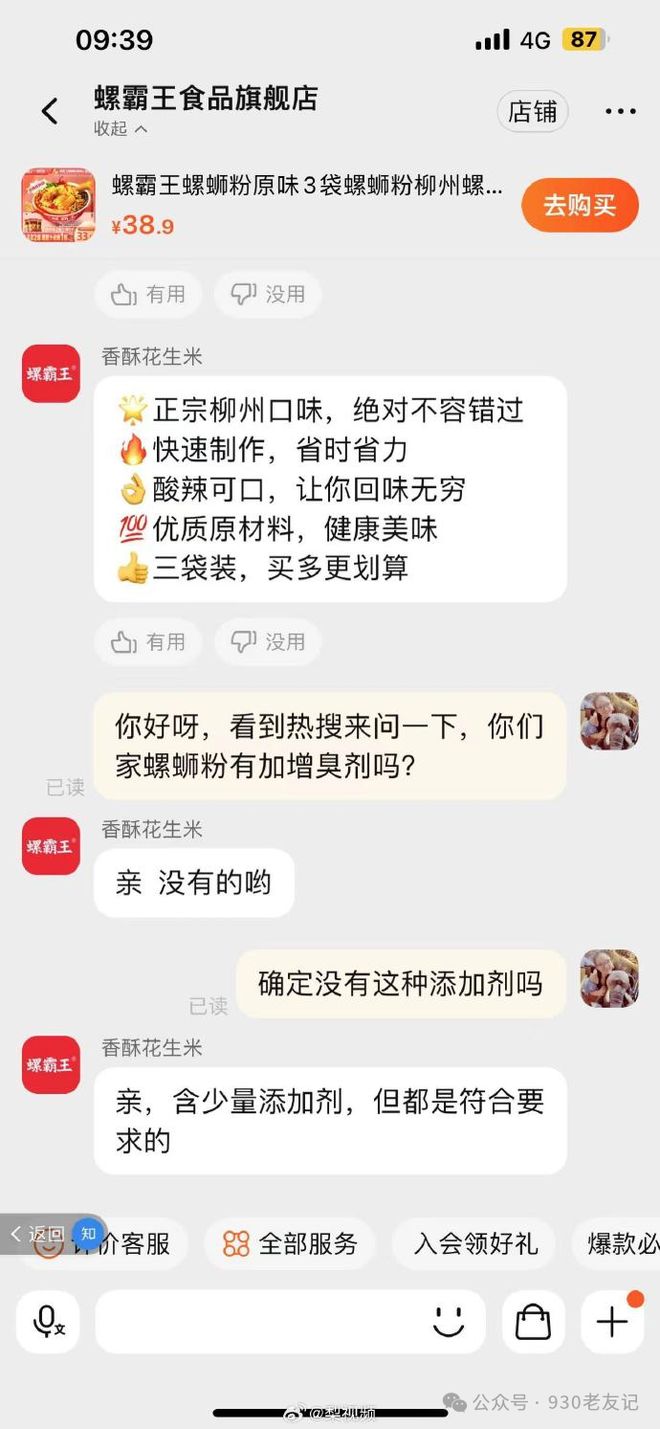 09:39
4G 87
螺霸王食品旗舰店
收起
店铺
螺霸王螺蛳粉原味3袋螺蛳粉柳州螺...
¥38.9
去购买
有用
没用
香酥花生米
螺霸王
正宗柳州口味，绝对不容错过
快速制作，省时省力
酸辣可口，让你回味无穷
💯优质原材料，健康美味
三袋装，买多更划算
有用
没用
你好呀，看到热搜来问一下，你们
家螺蛳粉有加增臭剂吗？
已读
香酥花生米
螺霸王
亲 没有的哟
确定没有这种添加剂吗
已读
香酥花生米
螺霸王
亲，含少量添加剂，但都是符合要
求的
返回 知
评价客服
全部服务
入会领好礼
爆款必
文
公众号·930老友记
@梨视频